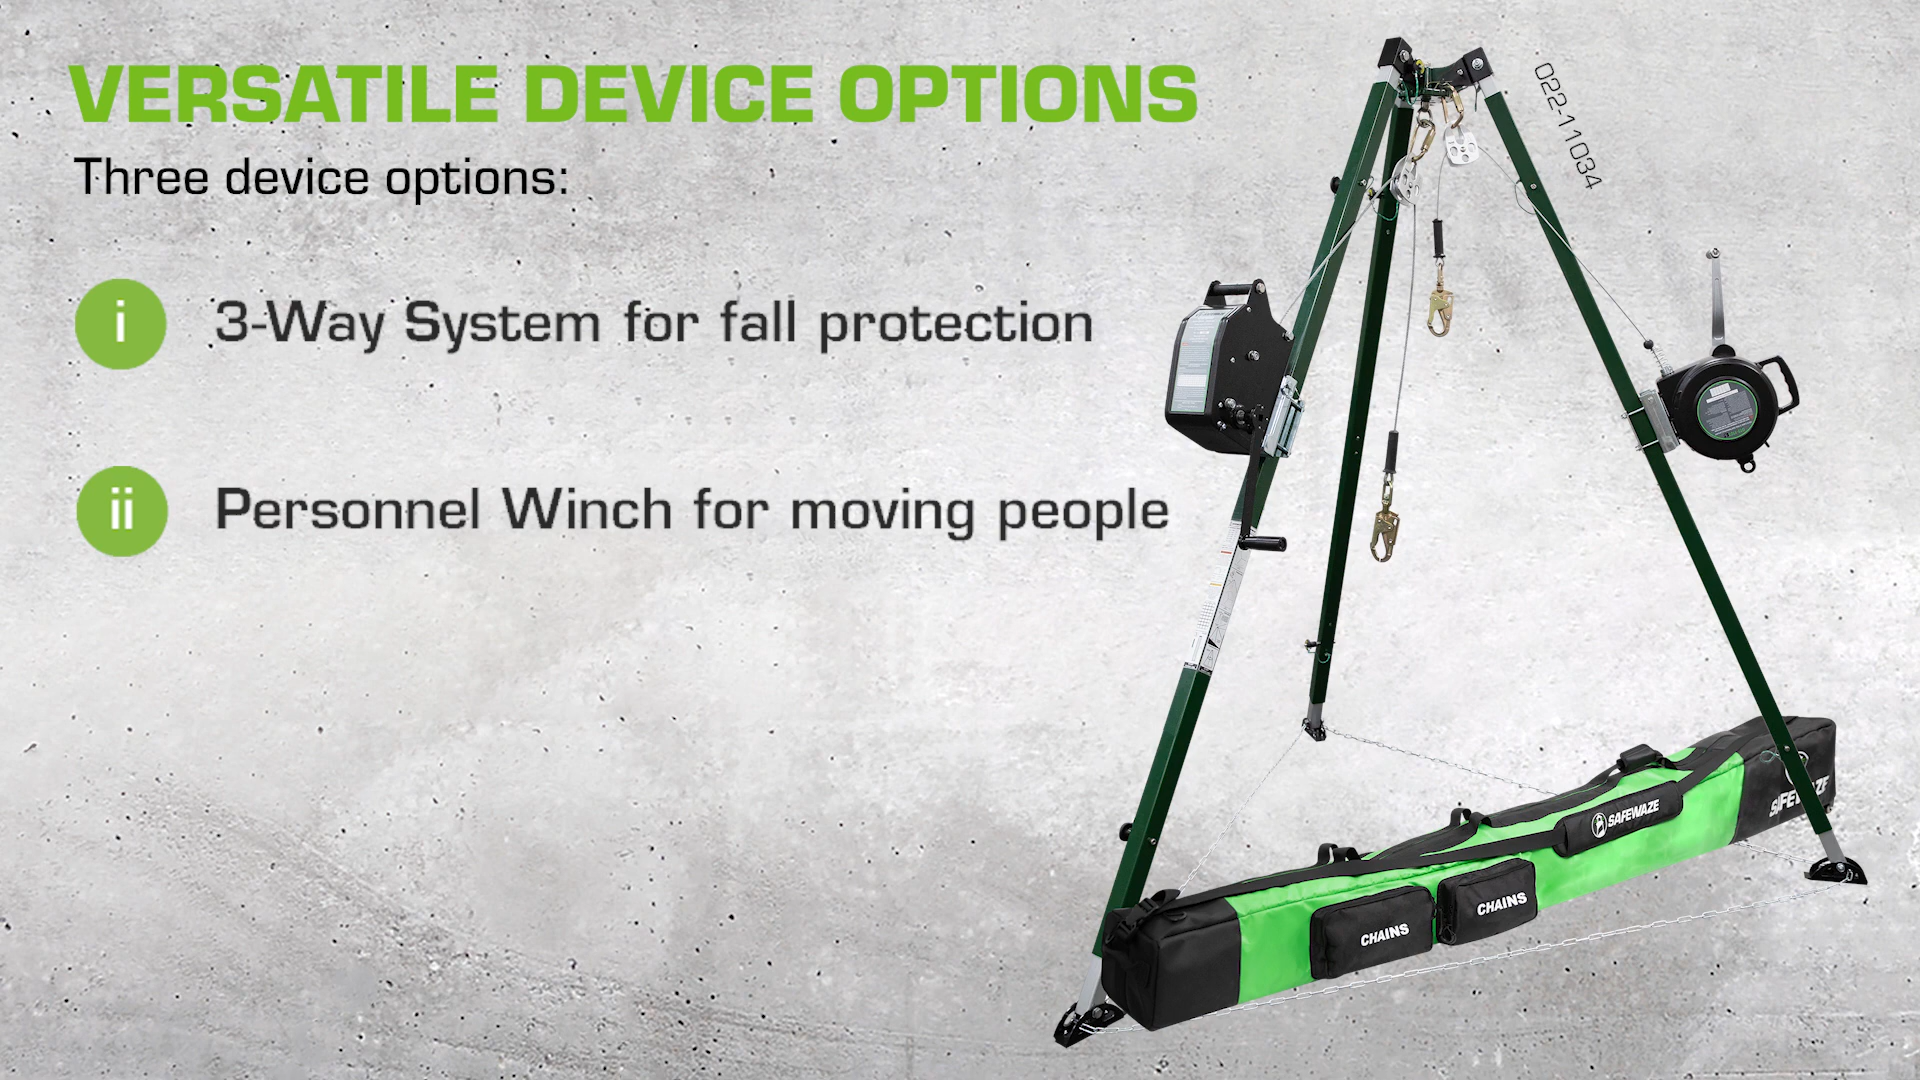 VERSATILE DEVICE OPTIONS
Three device options:
i 3-Way System for fall protection
ii Personnel Winch for moving people
022-11034
SAFEWAZE
SAFEWAZE
CHAINS
CHAINS